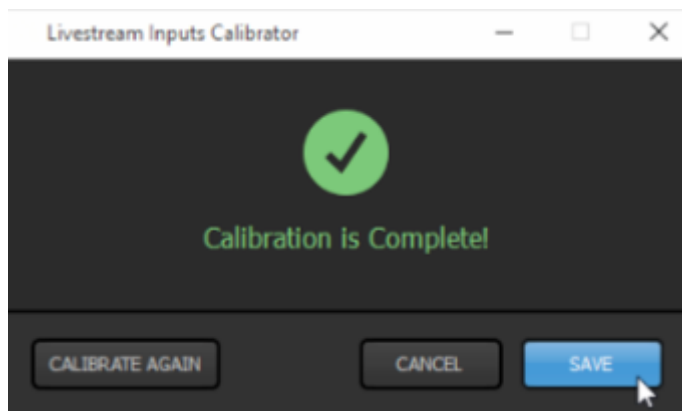 Livestream Inputs Calibrator
Calibration is Complete!
CALIBRATE AGAIN
CANCEL
SAVE